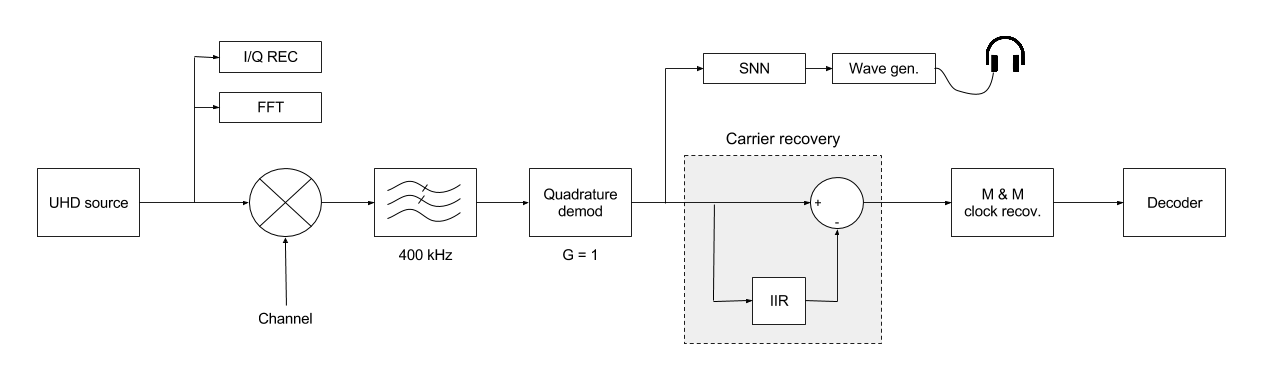 I/Q REC
FFT
SNN
Wave gen.
Carrier recovery
UHD source
Quadrature
demod
+
-
M & M
clock recov.
Decoder
400 kHz
G = 1
IIR
Channel